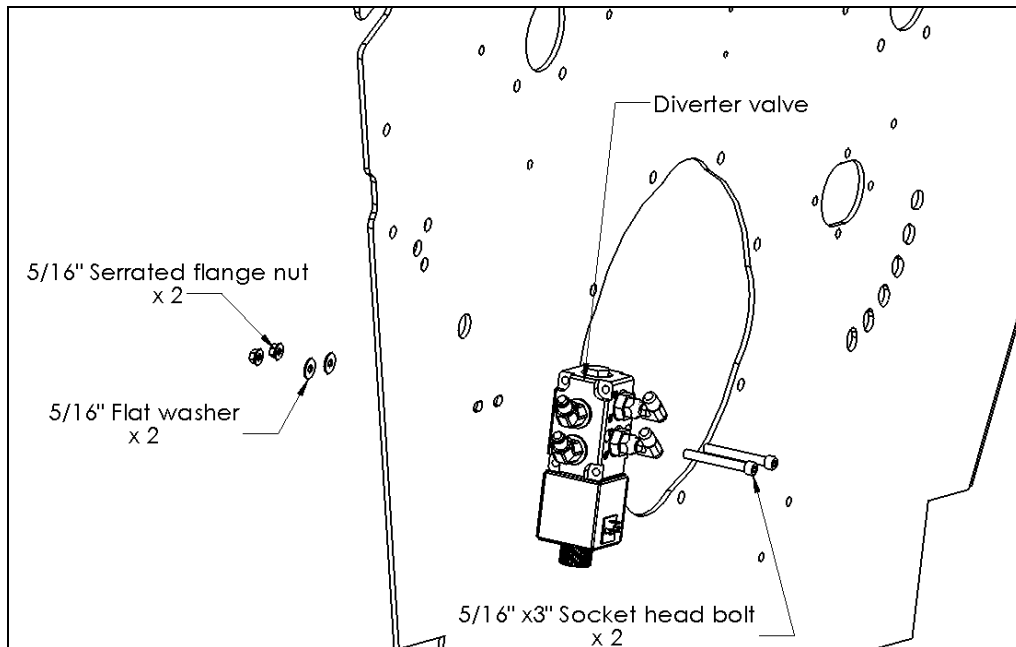 Diverter valve
5/16" Serrated flange nut
x 2
5/16" Flat washer
x 2
5/16" x3" Socket head bolt
x 2